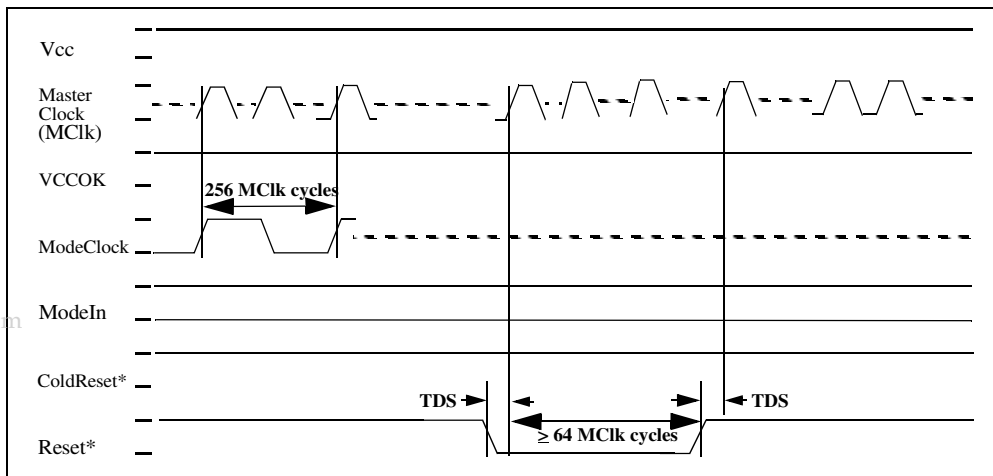 Vcc
Master
Clock
(MClk)
VCCOK
256 MClk cycles
ModeClock
ModeIn
m
ColdReset*
TDS
TDS
≥ 64 MClk cycles
Reset*